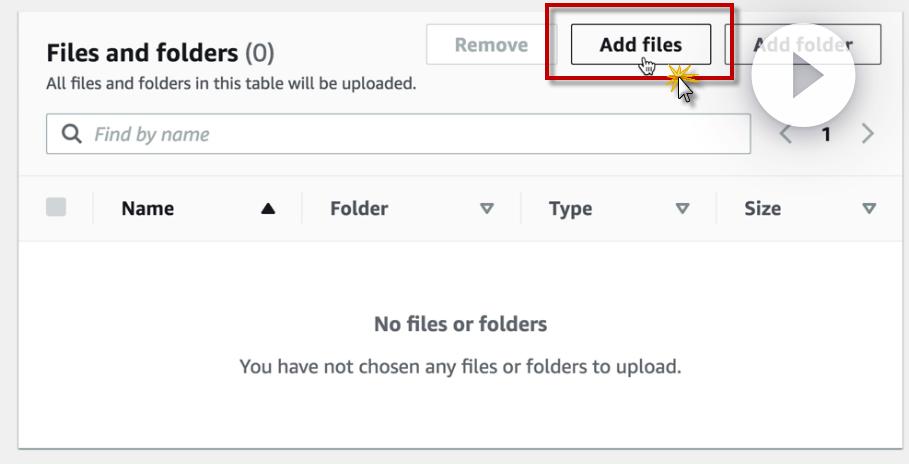 Files and folders (0)
Remove
Add files
Add folder
All files and folders in this table will be uploaded.
Find by name
1
Name
Folder
Type
Size
No files or folders
You have not chosen any files or folders to upload.